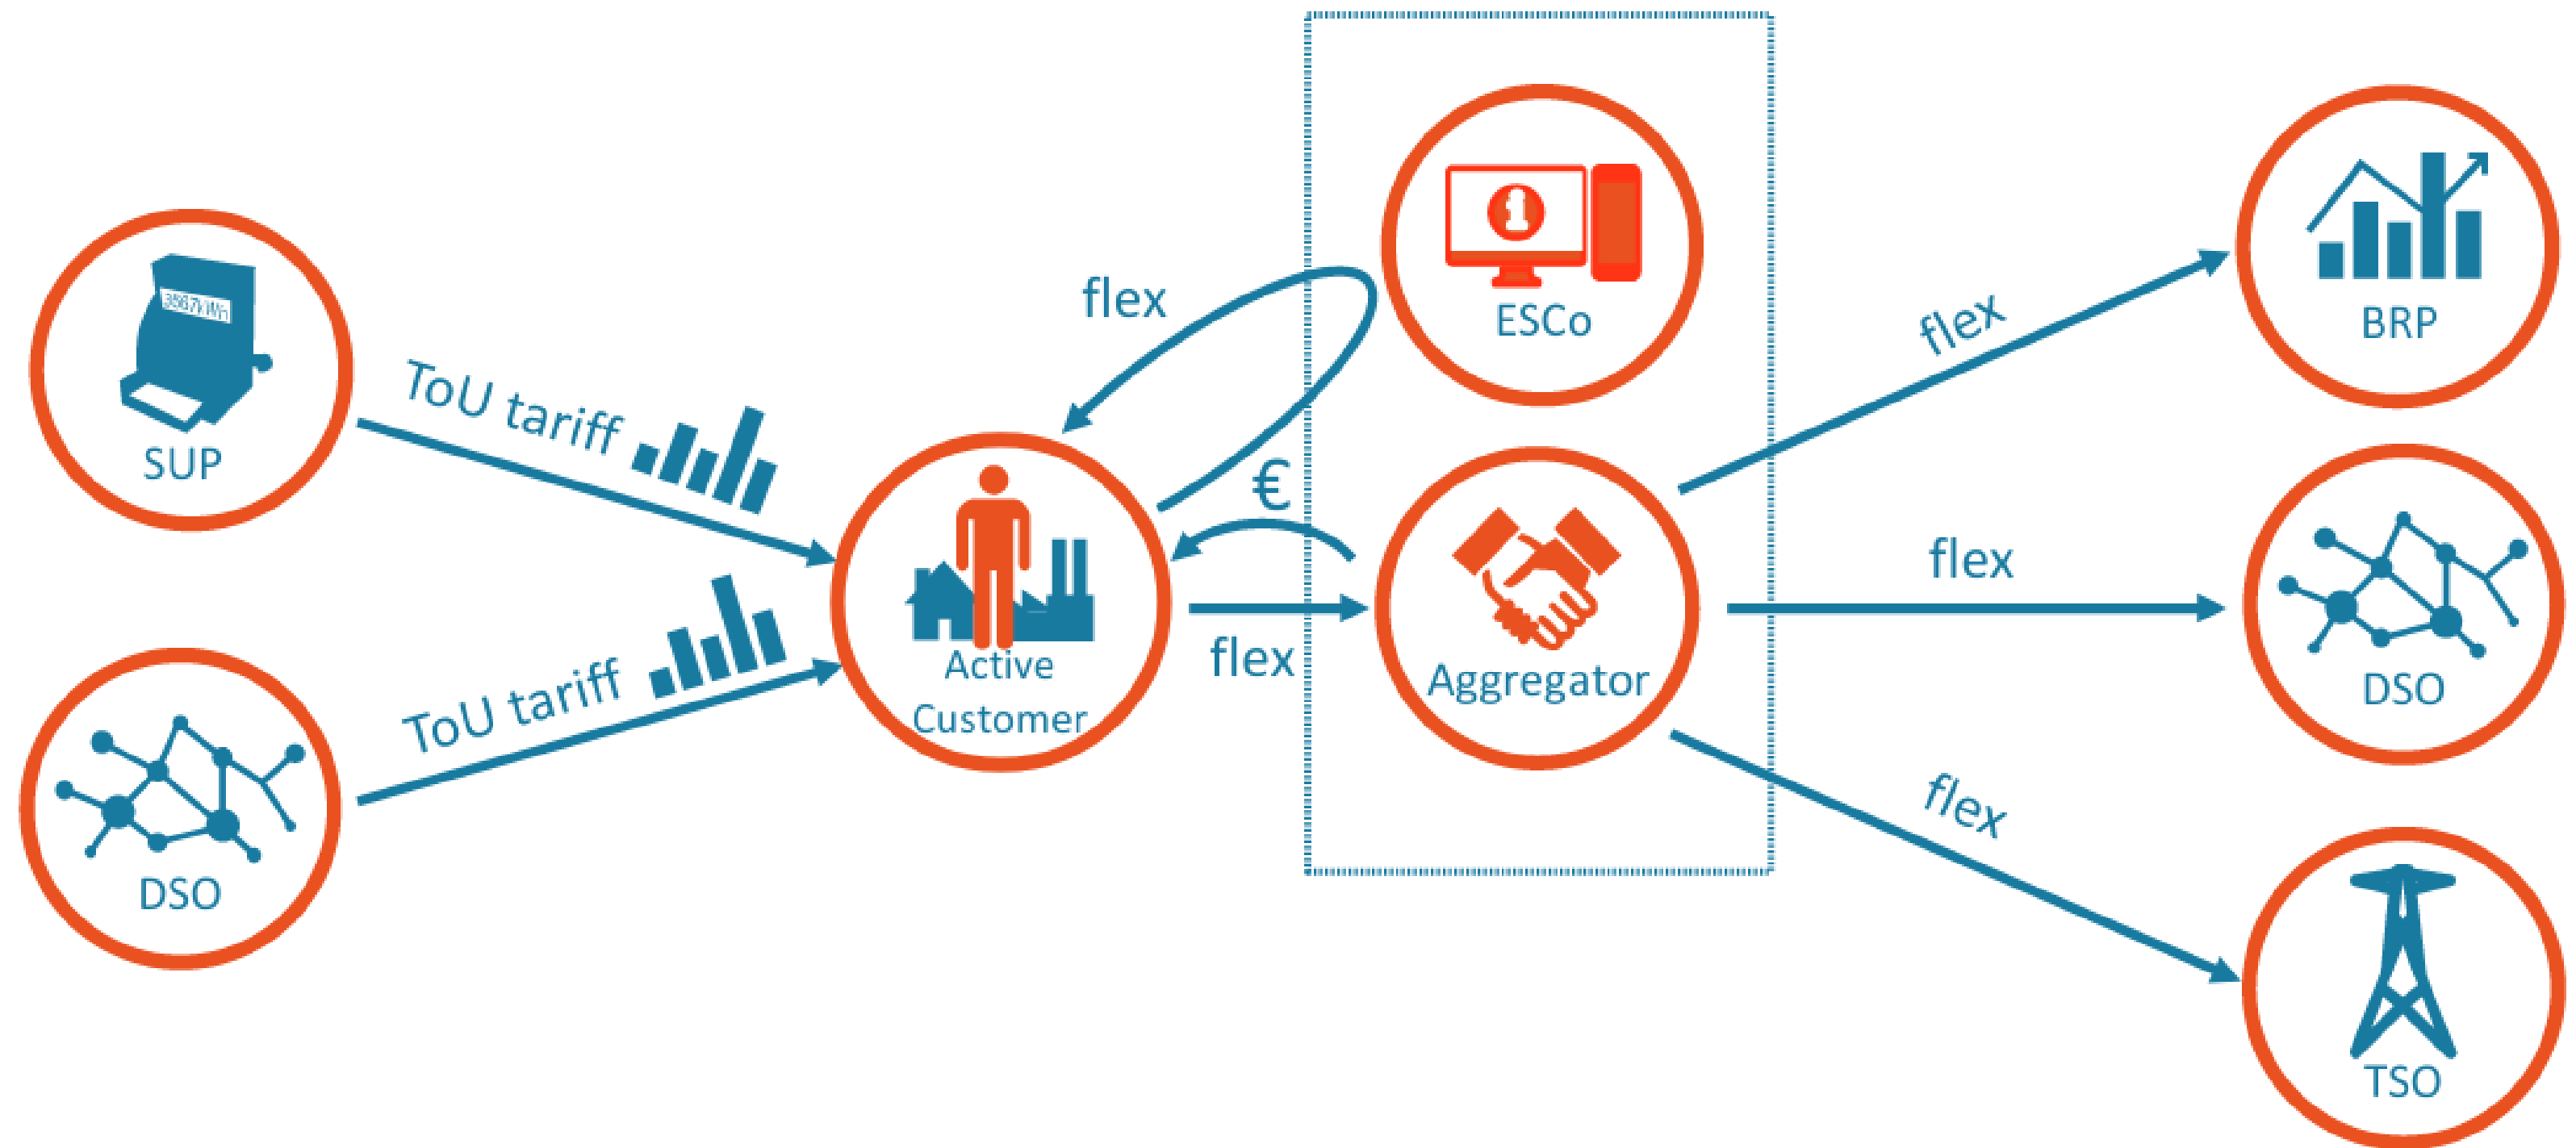 SUP
ToU tariff
DSO
ToU tariff
Active
Customer
flex
€
flex
ESCo
Aggregator
flex
flex
flex
BRP
DSO
TSO